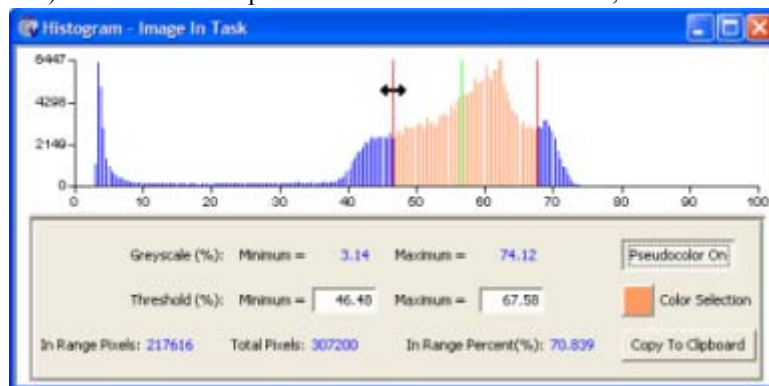 Histogram - Image In Task
6447
4298
2149
0
0 10 20 30 40 50 60 70 80 90 100
Greyscale (%): Minimum = 3.14 Maximum = 74.12 Pseudocolor On
Threshold (%): Minimum = 46.48 Maximum = 67.58 Color Selection
In Range Pixels: 217616 Total Pixels: 307200 In Range Percent(%): 70.839 Copy To Clipboard